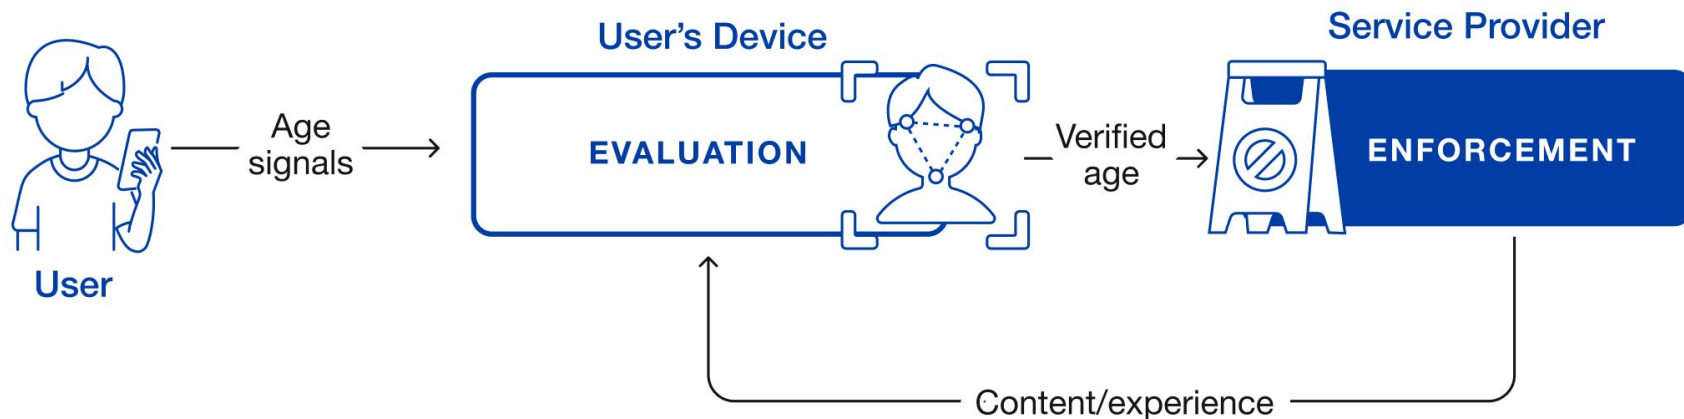 User
Age
signals
User's Device
EVALUATION
Verified
age
Service Provider
ENFORCEMENT
Content/experience